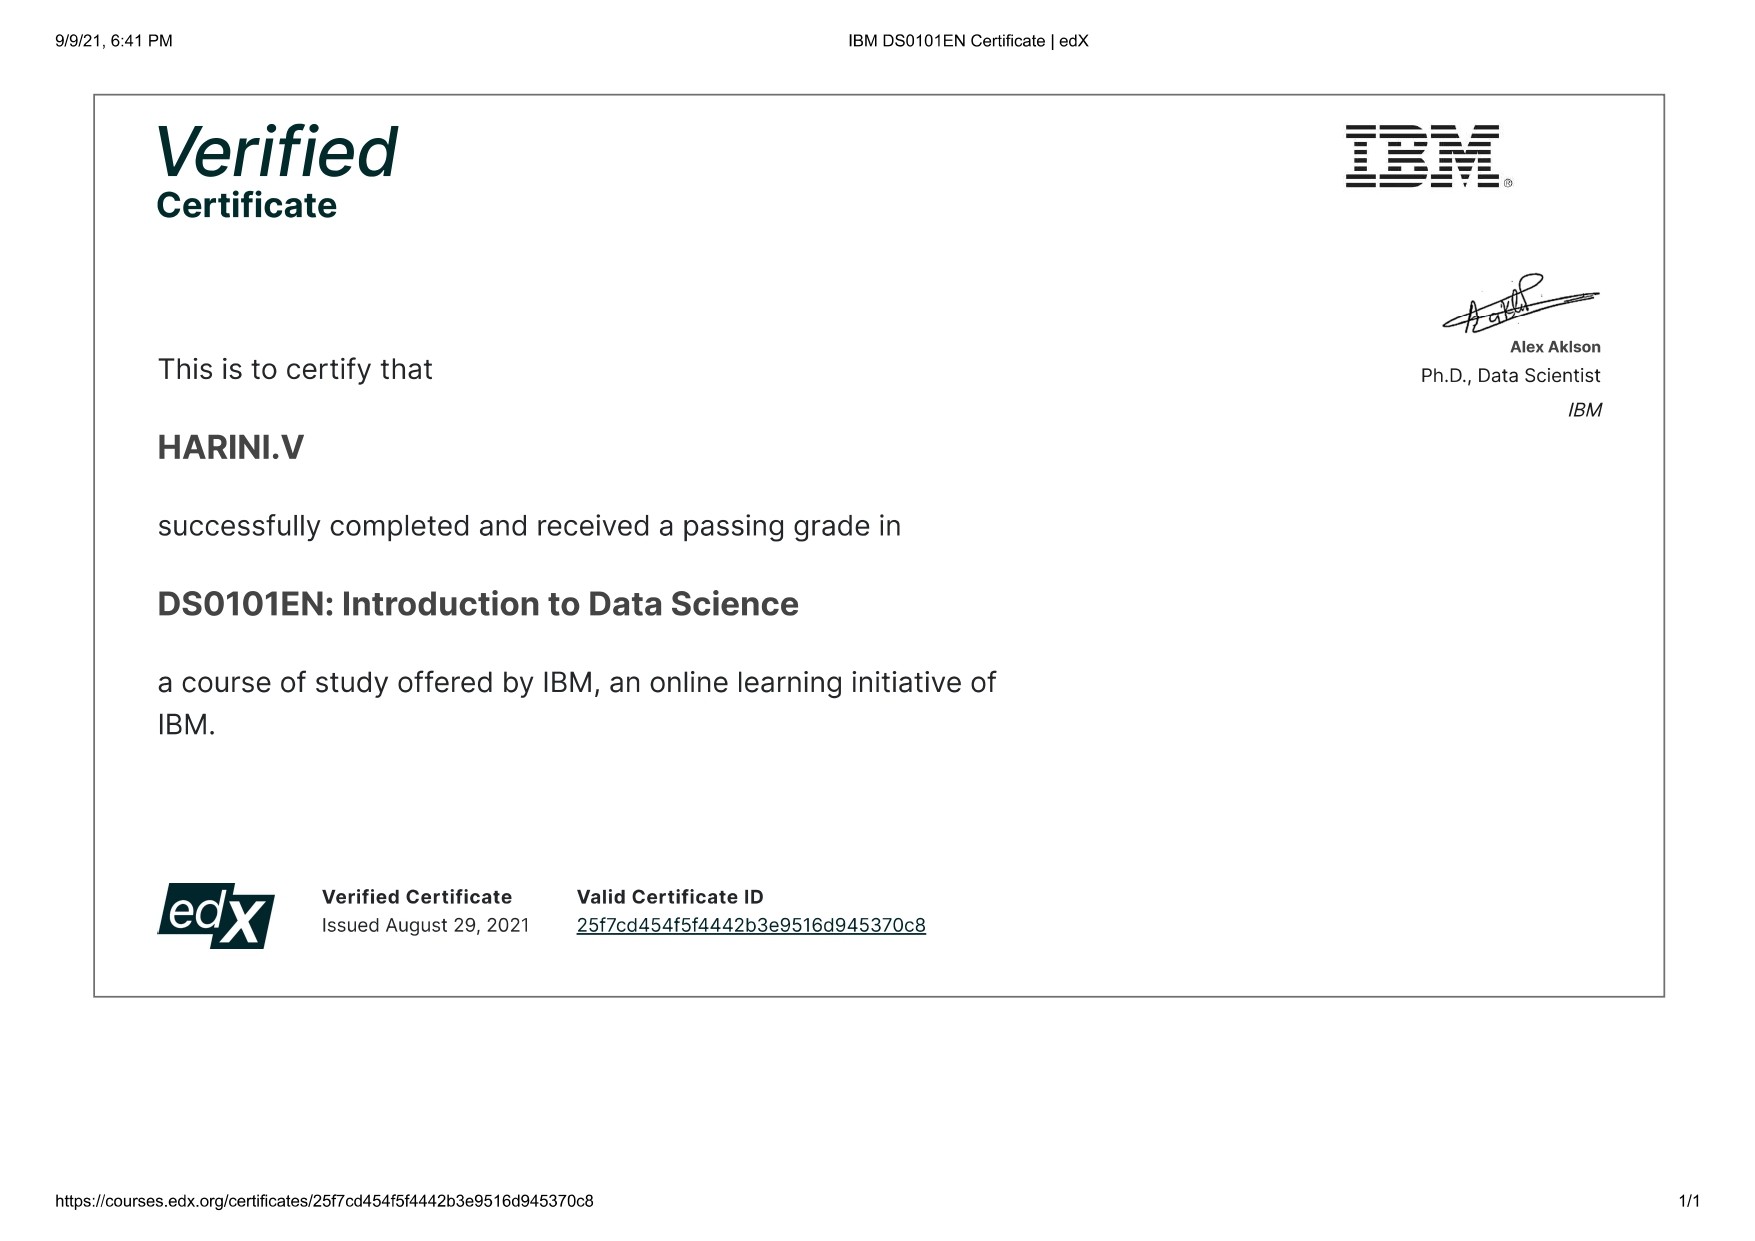 9/9/21, 6:41 PM
IBM DS0101EN Certificate | edX
Verified
Certificate
IBM®
Alex Aklson
Ph.D., Data Scientist
IBM
This is to certify that
HARINI.V
successfully completed and received a passing grade in
DS0101EN: Introduction to Data Science
a course of study offered by IBM, an online learning initiative of
IBM.
edX
Verified Certificate
Issued August 29, 2021
Valid Certificate ID
25f7cd454f5f4442b3e9516d945370c8
https://courses.edx.org/certificates/25f7cd454f5f4442b3e9516d945370c8
1/1